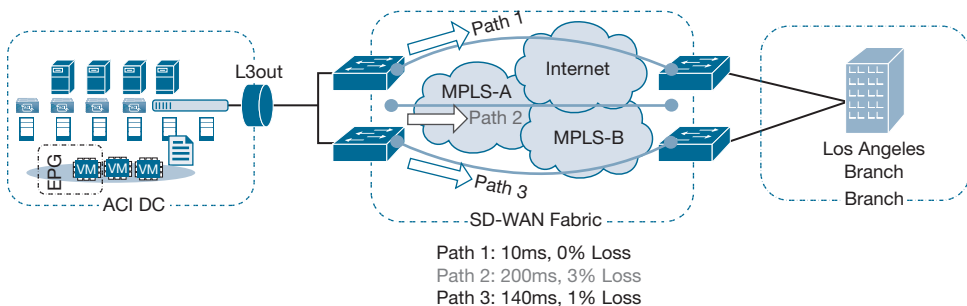 Path 1
L3out
Internet
MPLS-A
Path 2
MPLS-B
EPG
VM
VM
VM
Path 3
Los Angeles
Branch
ACI DC
SD-WAN Fabric
Branch
Path 1: 10ms, 0% Loss
Path 2: 200ms, 3% Loss
Path 3: 140ms, 1% Loss